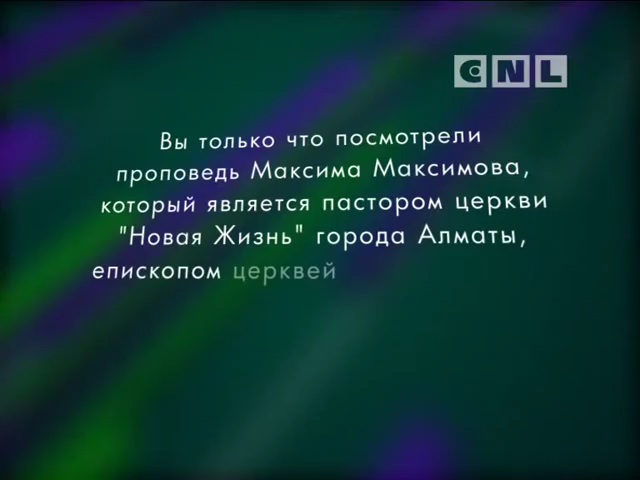 CNL
Вы только что посмотрели
проповедь Максима Максимова,
который является пастором церкви
"Новая Жизнь" города Алматы,
епископом церквей